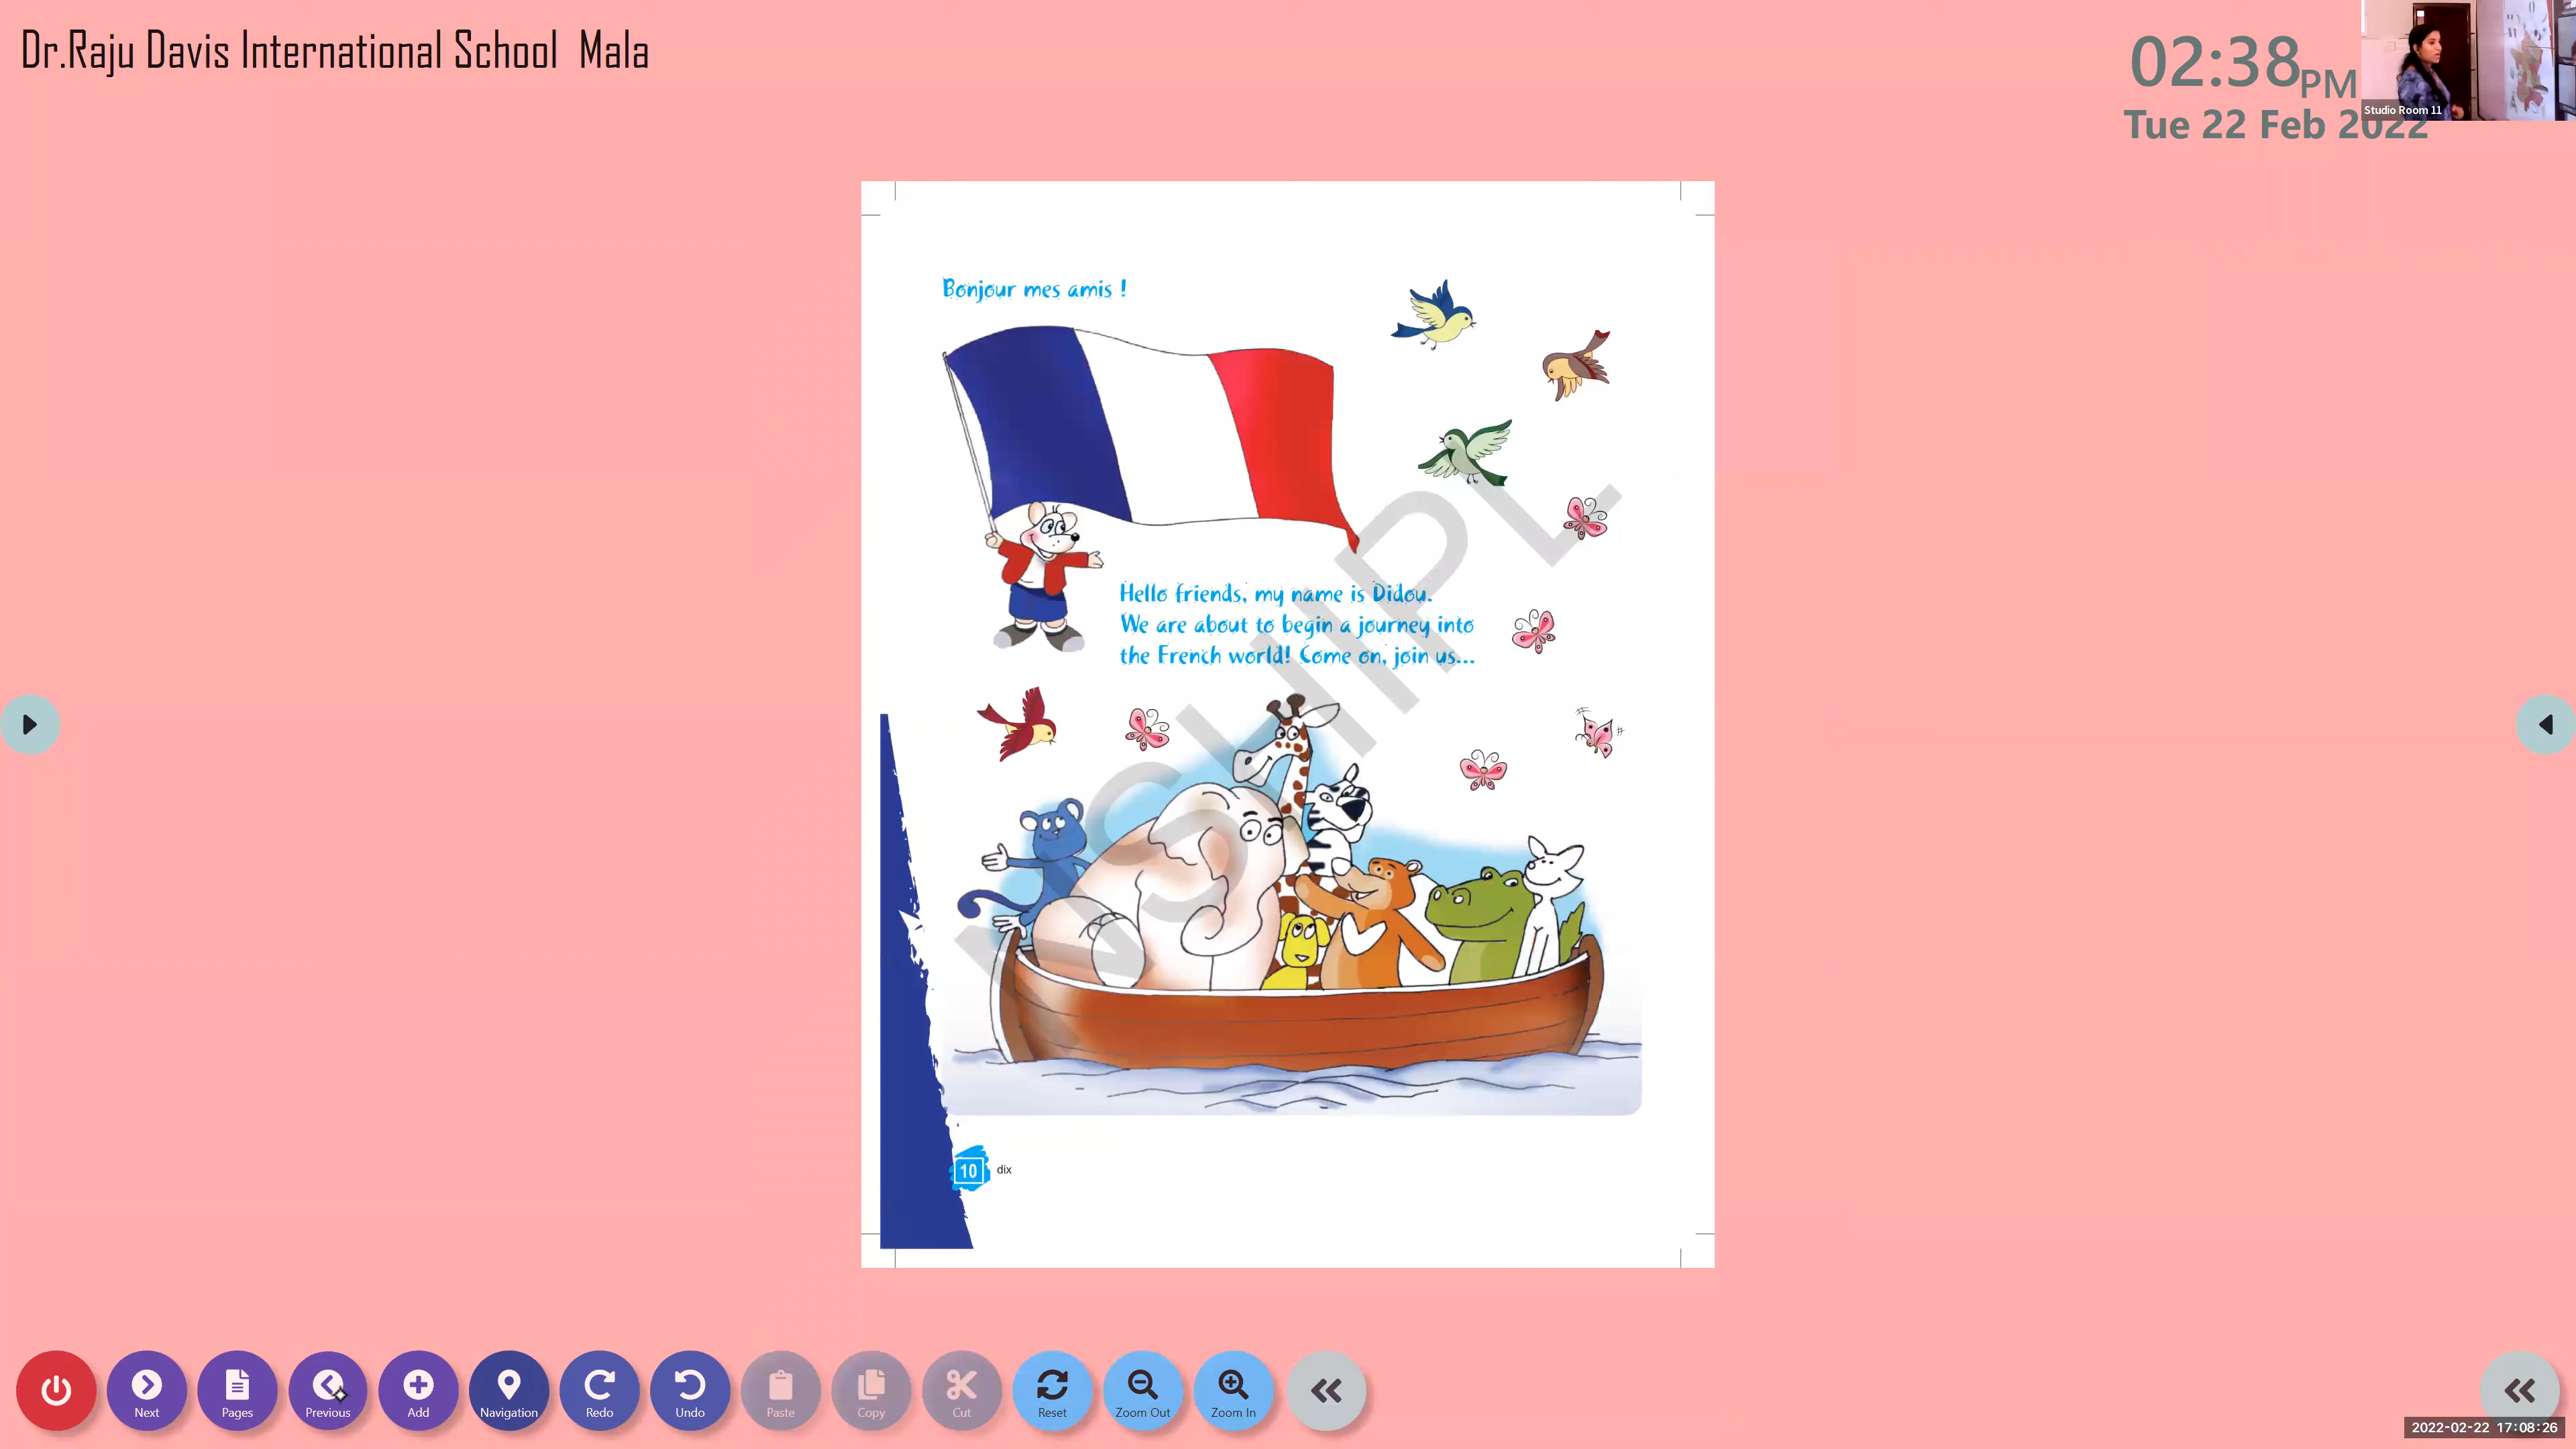 Dr.Raju Davis International School Mala
02:38 PM
Tue 22 Feb 2022
Studio Room 11
Bonjour mes amis !
Hello friends, my name is Didou.
We are about to begin a journey into
the French world! Come on, join us...
10 dix
Next
Pages
Previous
Add
Navigation
Redo
Undo
Paste
Copy
Cut
Reset
Zoom Out
Zoom In
2022-02-22 17:08:26